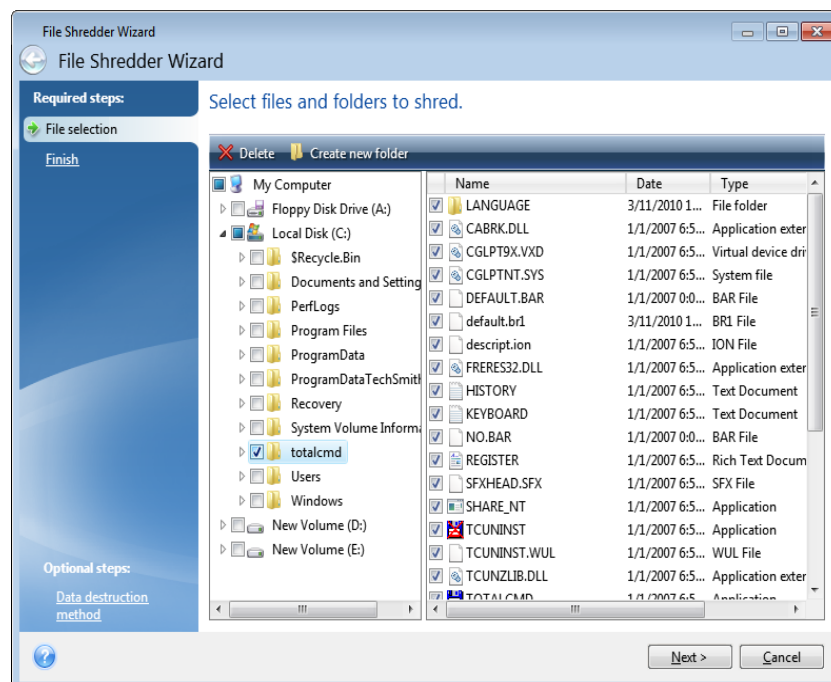 File Shredder Wizard
File Shredder Wizard
Required steps:
File selection
Finish
Optional steps:
Data destruction
method
Select files and folders to shred.
Delete Create new folder
My Computer
Floppy Disk Drive (A:)
Local Disk (C:)
$Recycle.Bin
Documents and Setting
PerfLogs
Program Files
ProgramData
ProgramDataTechSmith
Recovery
System Volume Informa
totalcmd
Users
Windows
New Volume (D:)
New Volume (E:)
Name Date Type
LANGUAGE 3/11/2010 1... File folder
CABRK.DLL 1/1/2007 6:5... Application exter
CGLPT9X.VXD 1/1/2007 6:5... Virtual device dri
CGLPTNT.SYS 1/1/2007 6:5... System file
DEFAULT.BAR 1/1/2007 0:0... BAR File
default.br1 3/11/2010 1... BR1 File
descript.ion 1/1/2007 6:5... ION File
FRERES32.DLL 1/1/2007 6:5... Application exter
HISTORY 1/1/2007 6:5... Text Document
KEYBOARD 1/1/2007 6:5... Text Document
NO.BAR 1/1/2007 0:0... BAR File
REGISTER 1/1/2007 6:5... Rich Text Docum
SFXHEAD.SFX 1/1/2007 6:5... SFX File
SHARE_NT 1/1/2007 6:5... Application
TCUNINST 1/1/2007 6:5... Application
TCUNINST.WUL 1/1/2007 6:5... WUL File
TCUNZLIB.DLL 1/1/2007 6:5... Application exter
TOTALCMD 1/1/2007 6:5... Application
Next > Cancel